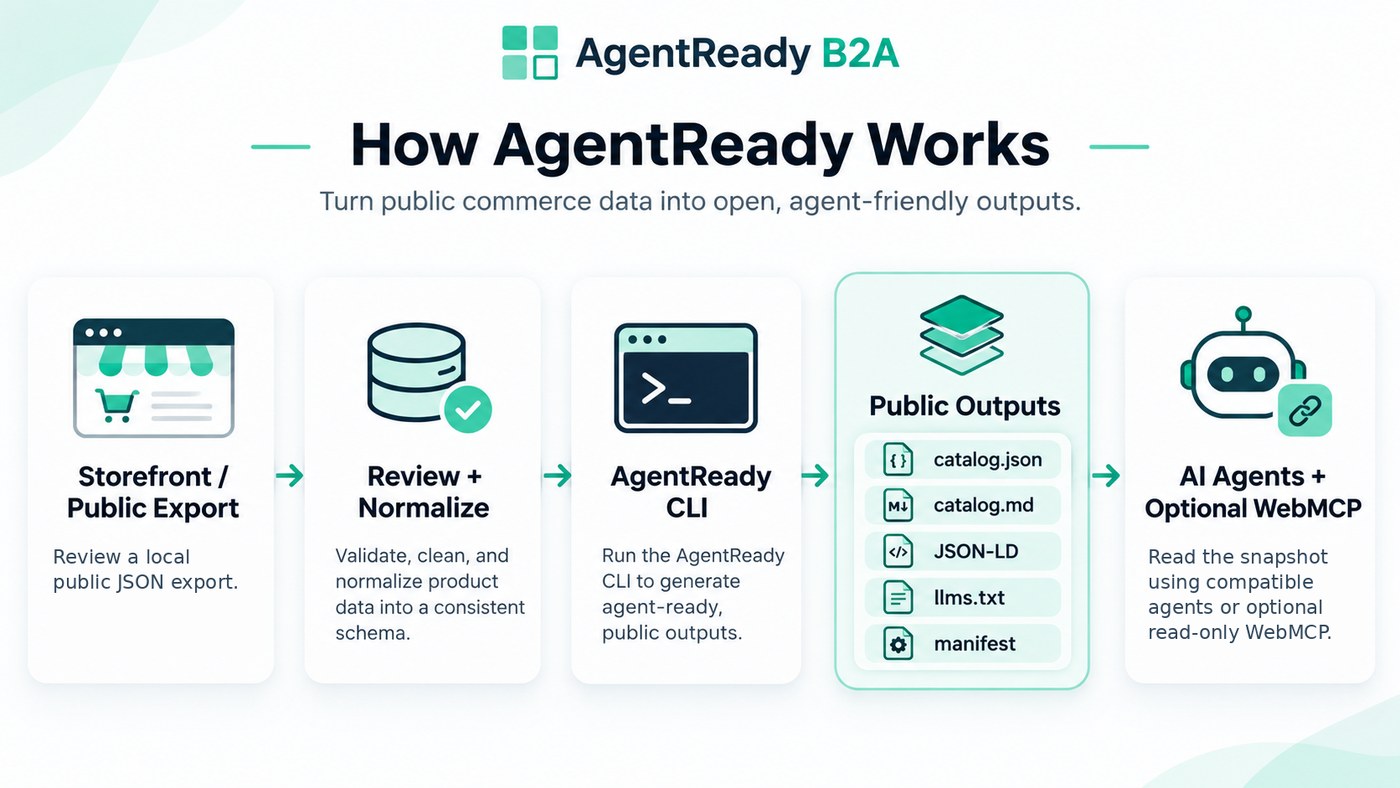 AgentReady B2A
How AgentReady Works
Turn public commerce data into open, agent-friendly outputs.
Storefront /
Public Export
Review a local
public JSON export.
Review +
Normalize
Validate, clean, and
normalize product
data into a consistent
schema.
>_
AgentReady
CLI
Run the AgentReady
CLI to generate
agent-ready,
public outputs.
Public Outputs
{} catalog.json
M↓ catalog.md
</> JSON-LD
llms.txt
manifest
AI Agents +
Optional WebMCP
Read the snapshot
using compatible
agents or optional
read-only WebMCP.